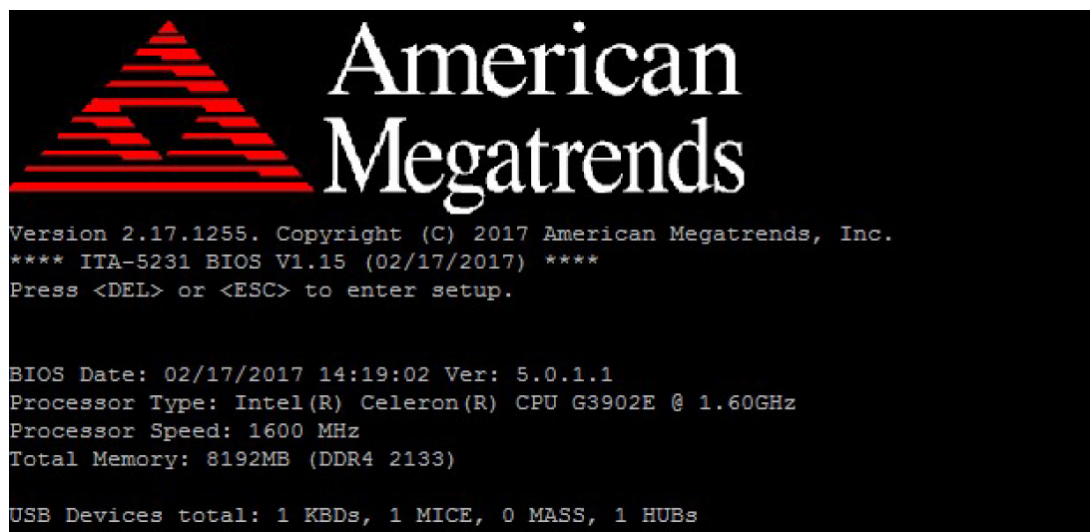 American
Megatrends
Version 2.17.1255. Copyright (C) 2017 American Megatrends, Inc.
**** ITA-5231 BIOS V1.15 (02/17/2017) ****
Press <DEL> or <ESC> to enter setup.
BIOS Date: 02/17/2017 14:19:02 Ver: 5.0.1.1
Processor Type: Intel(R) Celeron(R) CPU G3902E @ 1.60GHz
Processor Speed: 1600 MHz
Total Memory: 8192MB (DDR4 2133)
USB Devices total: 1 KBDs, 1 MICE, 0 MASS, 1 HUBs